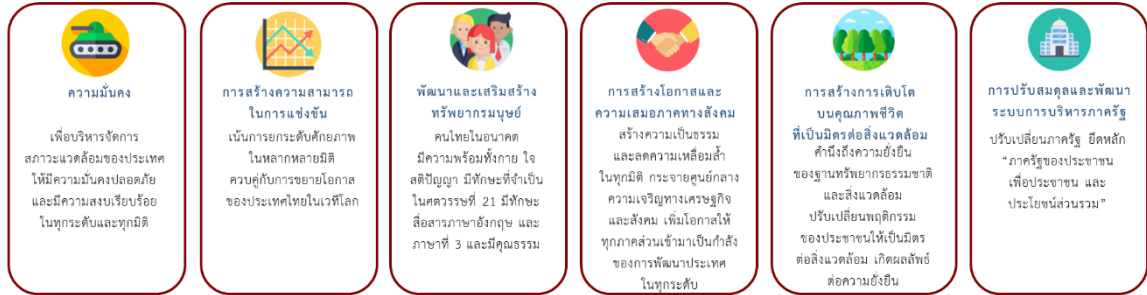 ความมั่นคง
เพื่อบริหารจัดการ
สภาวะแวดล้อมของประเทศ
ให้มีความมั่นคงปลอดภัย
และมีความสงบเรียบร้อย
ในทุกระดับและทุกมิติ
การสร้างความสามารถ
ในการแข่งขัน
เน้นการยกระดับศักยภาพ
ในหลากหลายมิติ
ควบคู่กับการขยายโอกาส
ของประเทศไทยในเวทีโลก
พัฒนาและเสริมสร้าง
ทรัพยากรมนุษย์
คนไทยในอนาคต
มีความพร้อมทั้งกาย ใจ
สติปัญญา มีทักษะที่จำเป็น
ในศตวรรษที่ 21 มีทักษะ
สื่อสารภาษาอังกฤษ และ
ภาษาที่ 3 และมีคุณธรรม
การสร้างโอกาสและ
ความเสมอภาคทางสังคม
สร้างความเป็นธรรม
และลดความเหลื่อมล้ำ
ในทุกมิติ กระจายศูนย์กลาง
ความเจริญทางเศรษฐกิจ
และสังคม เพิ่มโอกาสให้
ทุกภาคส่วนเข้ามาเป็นกำลัง
ของการพัฒนาประเทศ
ในทุกระดับ
การสร้างการเติบโต
บนคุณภาพชีวิต
ที่เป็นมิตรต่อสิ่งแวดล้อม
คำนึงถึงความยั่งยืน
ของฐานทรัพยากรธรรมชาติ
และสิ่งแวดล้อม
ปรับเปลี่ยนพฤติกรรม
ของประชาชนให้เป็นมิตร
ต่อสิ่งแวดล้อม เกิดผลลัพธ์
ต่อความยั่งยืน
การปรับสมดุลและพัฒนา
ระบบการบริหารภาครัฐ
ปรับเปลี่ยนภาครัฐ ยึดหลัก
“ภาครัฐของประชาชน
เพื่อประชาชน และ
ประโยชน์ส่วนรวม”